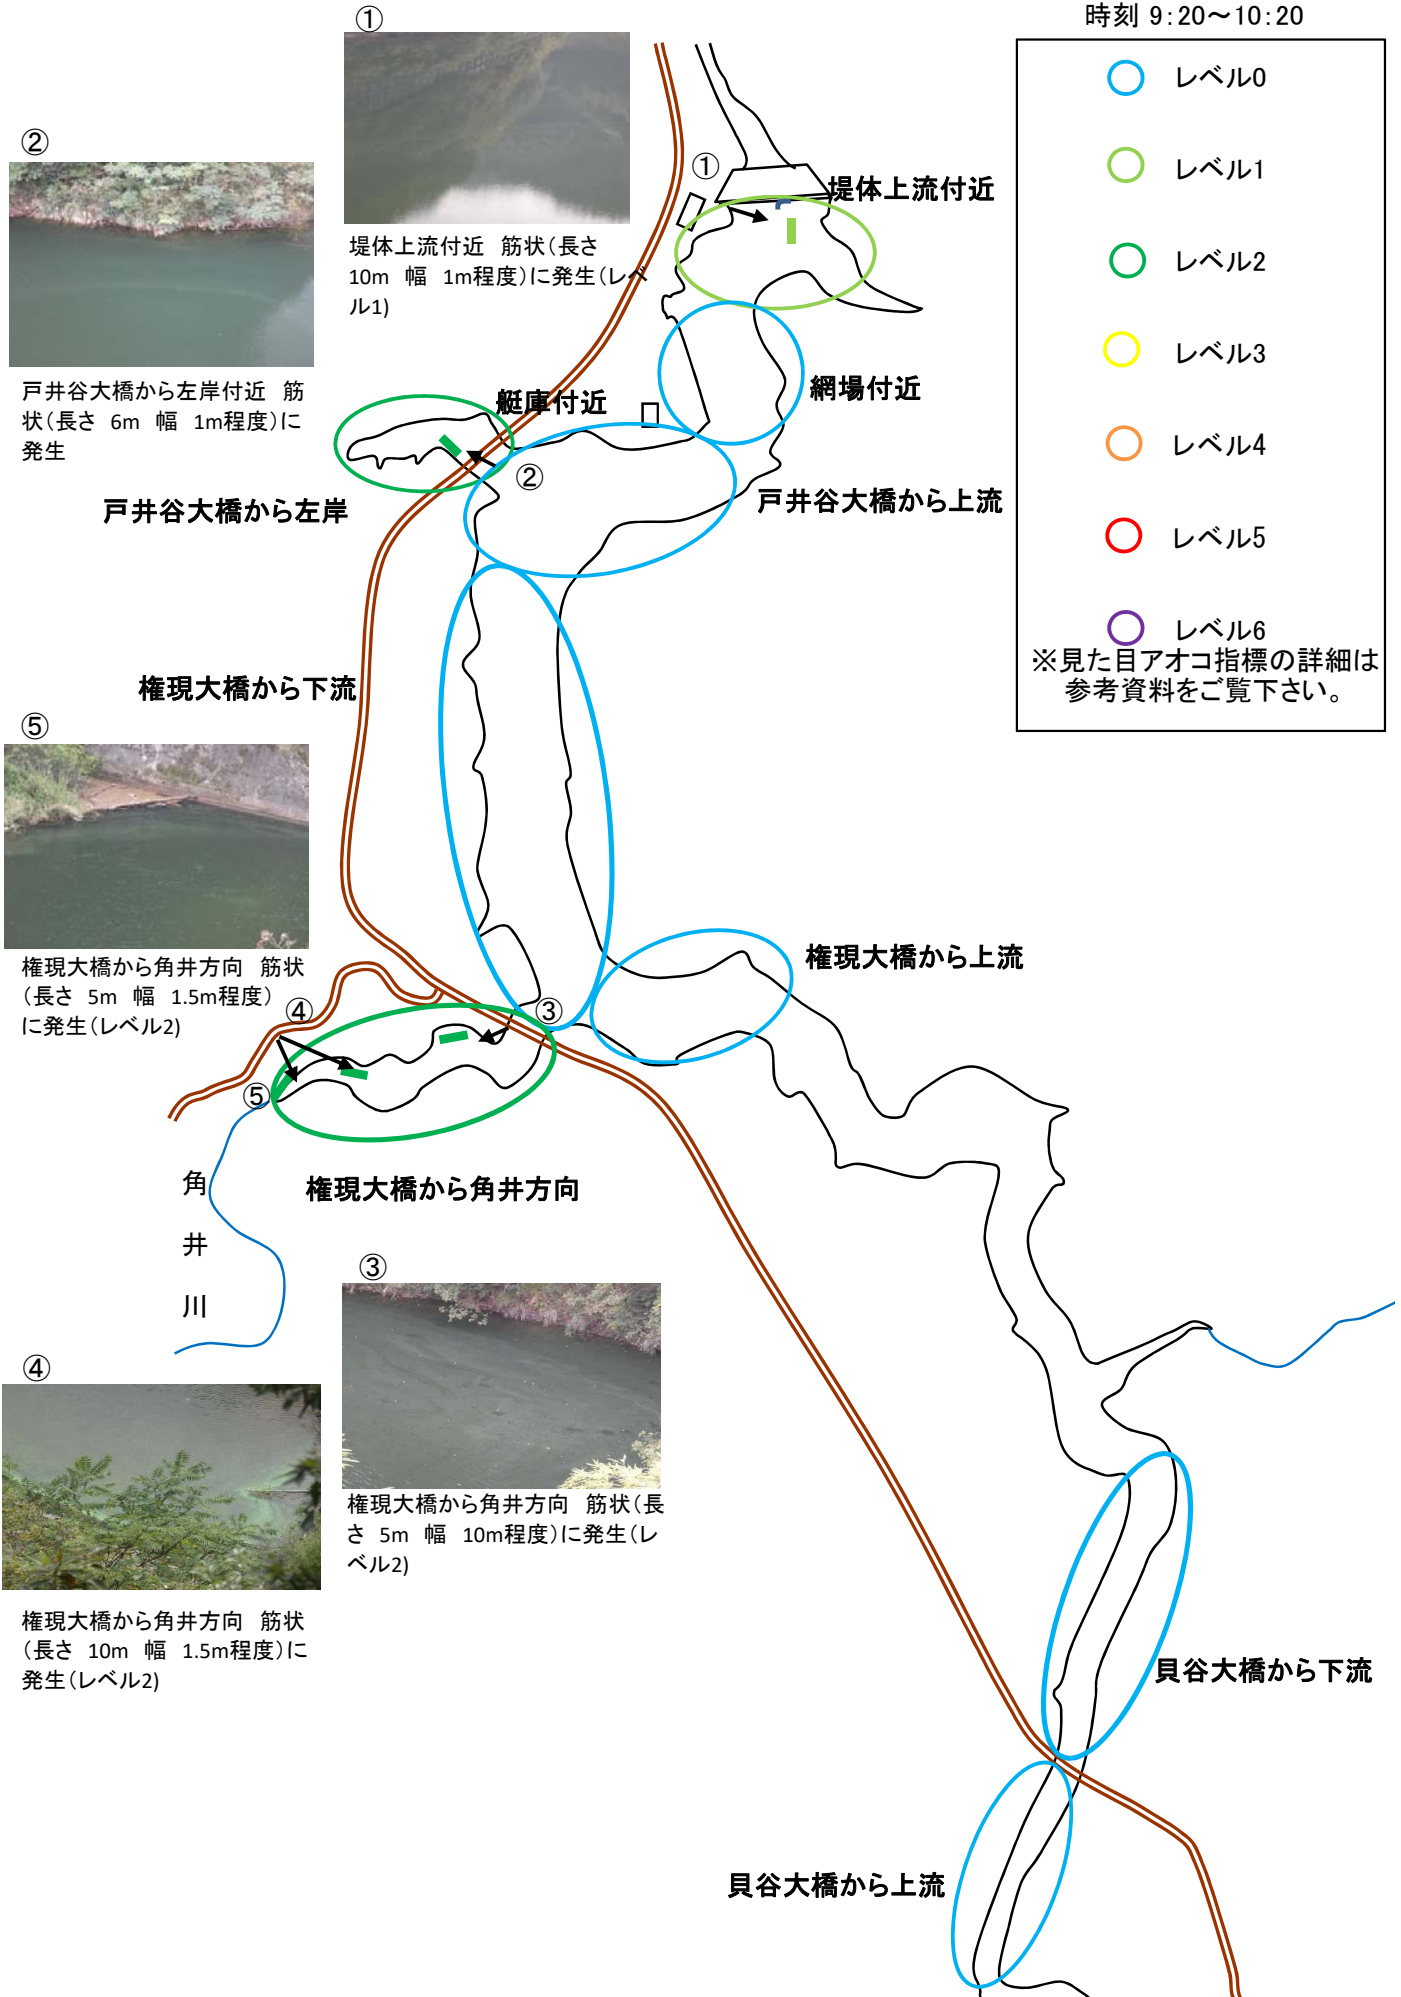 時刻 9:20～10:20
レベル0
レベル1
レベル2
レベル3
レベル4
レベル5
レベル6
※見た目アオコ指標の詳細は
参考資料をご覧下さい。
①
堤体上流付近　筋状（長さ
10m　幅　1m程度）に発生（レベ
ル1)
②
戸井谷大橋から左岸付近　筋
状（長さ　6m　幅　1m程度）に
発生
①
堤体上流付近
網場付近
艇庫付近
②
戸井谷大橋から左岸
戸井谷大橋から上流
権現大橋から下流
⑤
権現大橋から角井方向　筋状
（長さ　5m　幅　1.5m程度）
に発生（レベル2)
権現大橋から上流
④
③
⑤
権現大橋から角井方向
角
井
川
③
権現大橋から角井方向　筋状（長
さ　5m　幅　10m程度）に発生（レ
ベル2)
④
権現大橋から角井方向　筋状
（長さ　10m　幅　1.5m程度）に
発生（レベル2)
貝谷大橋から下流
貝谷大橋から上流